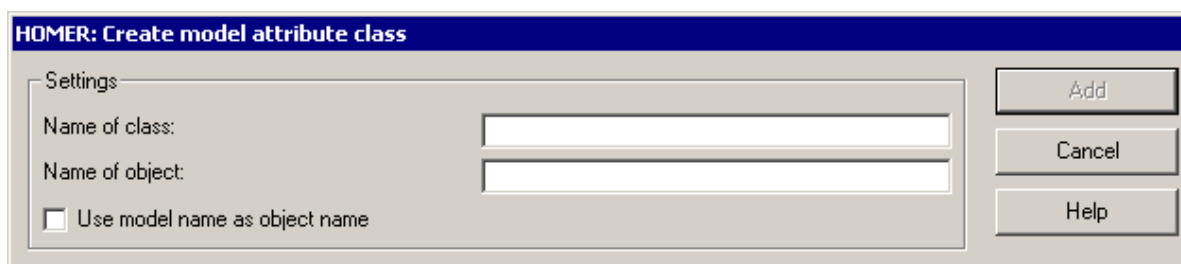 HOMER: Create model attribute class
Settings
Name of class:
Name of object:
Use model name as object name
Add
Cancel
Help